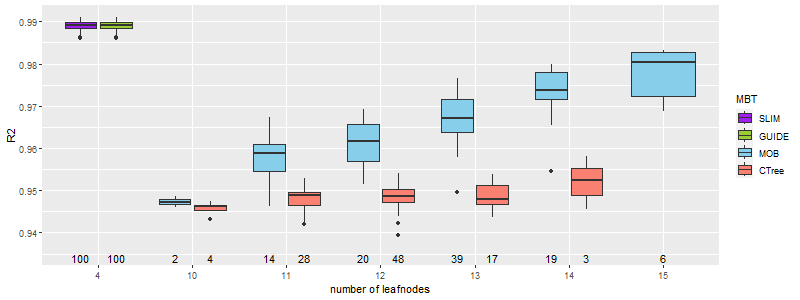 0.99
0.98
0.97
0.96
0.95
0.94
R2
100 100 2 4 14 28 20 48 39 17 19 3 6
4 10 11 12 13 14 15
number of leafnodes
MBT
SLIM
GUIDE
MOB
CTree